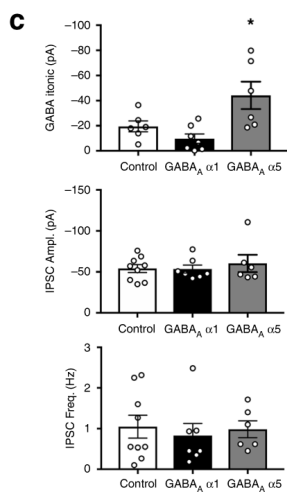 c
GABA itonic (pA)
–100
–80
–60
–40
–20
0
*
Control GABAA α1 GABAA α5
IPSC Ampl. (pA)
–150
–100
–50
0
Control GABAA α1 GABAA α5
IPSC Freq. (Hz)
3
2
1
0
Control GABAA α1 GABAA α5